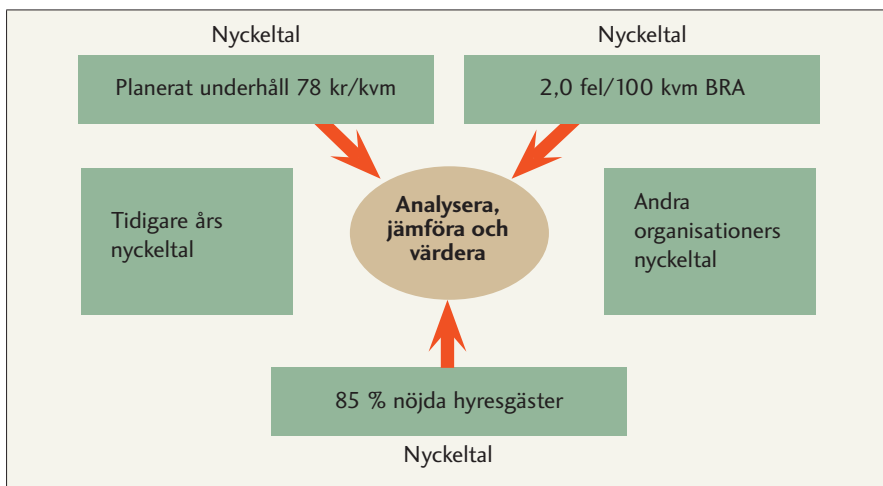 Nyckeltal
Nyckeltal
Planerat underhåll 78 kr/kvm
2,0 fel/100 kvm BRA
Tidigare års
nyckeltal
Analysera,
jämföra och
värdera
Andra
organisationers
nyckeltal
85 % nöjda hyresgäster
Nyckeltal